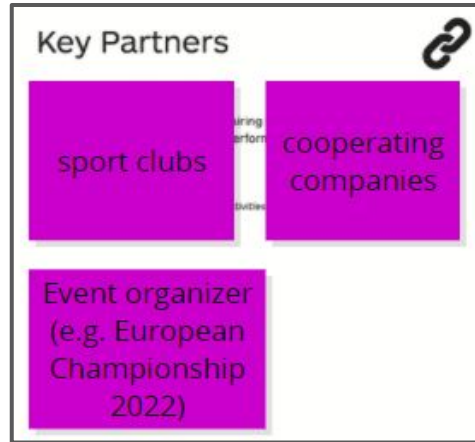 Key Partners
sport clubs
cooperating
companies
Event organizer
(e.g. European
Championship
2022)